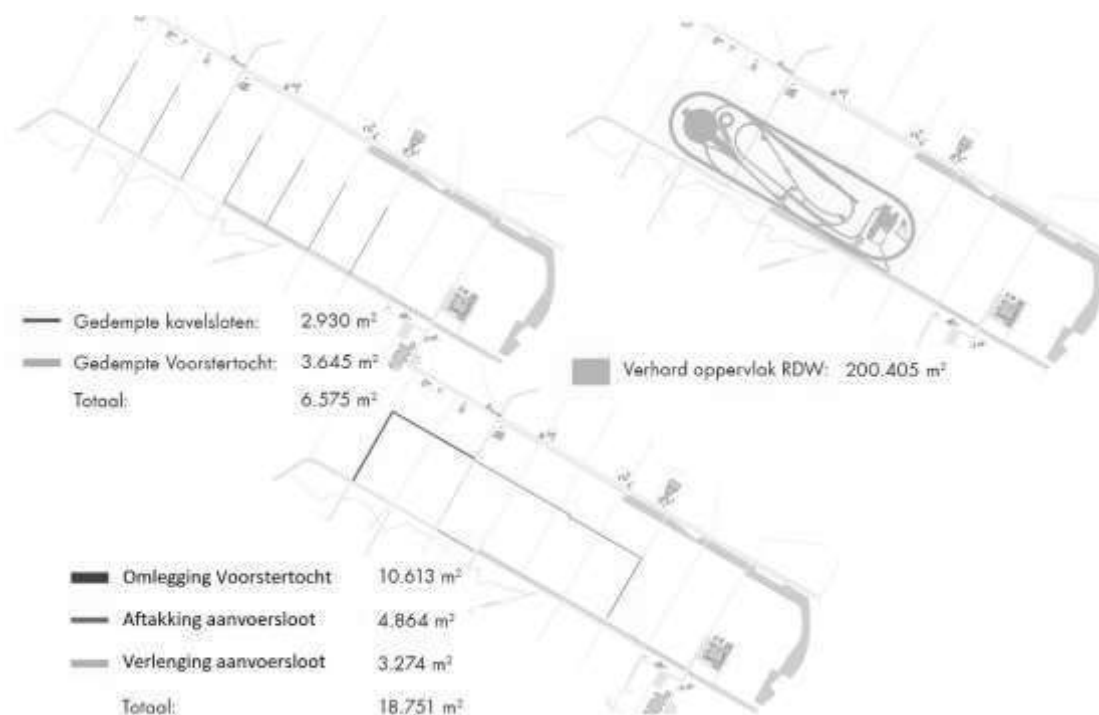 Gedempte kavelsloten: 2.930 m²
Gedempte Voorstertocht: 3.645 m²
Totaal: 6.575 m²
Verhard oppervlak RDW: 200.405 m²
Omlegging Voorstertocht 10.613 m²
Aftakking aanvoersloot 4.864 m²
Verlenging aanvoersloot 3.274 m²
Totaal: 18.751 m²